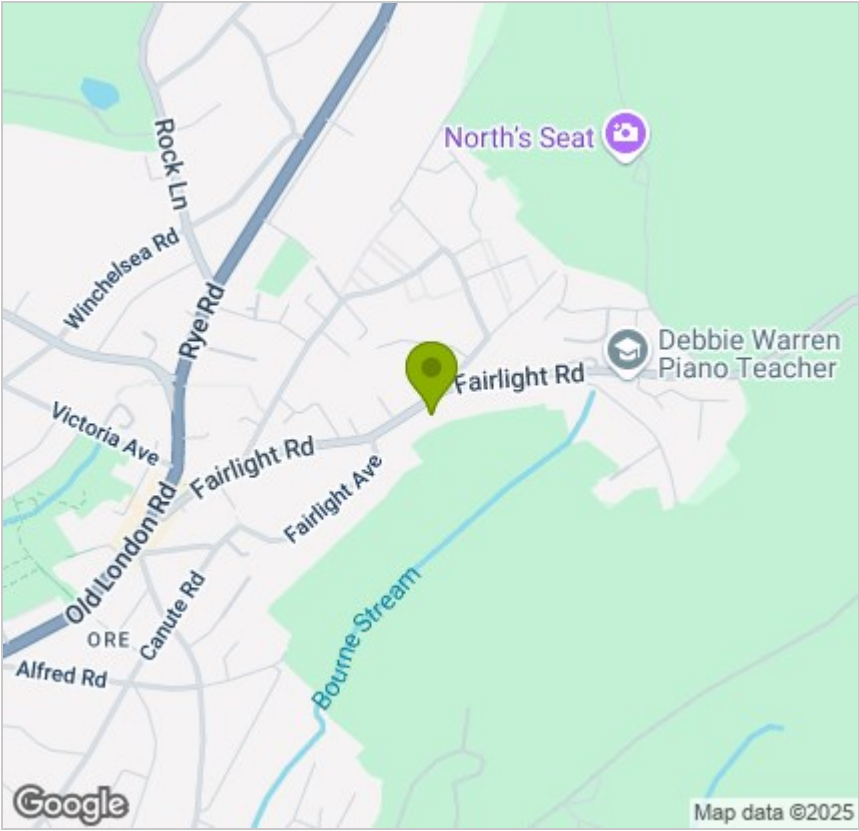 North's Seat
Rock Ln
Winchelsea Rd
Rye Rd
Debbie Warren
Piano Teacher
Fairlight Rd
Victoria Ave
Fairlight Rd
Fairlight Ave
Old London Rd
Canute Rd
ORE
Bourne Stream
Alfred Rd
Google
Map data ©2025